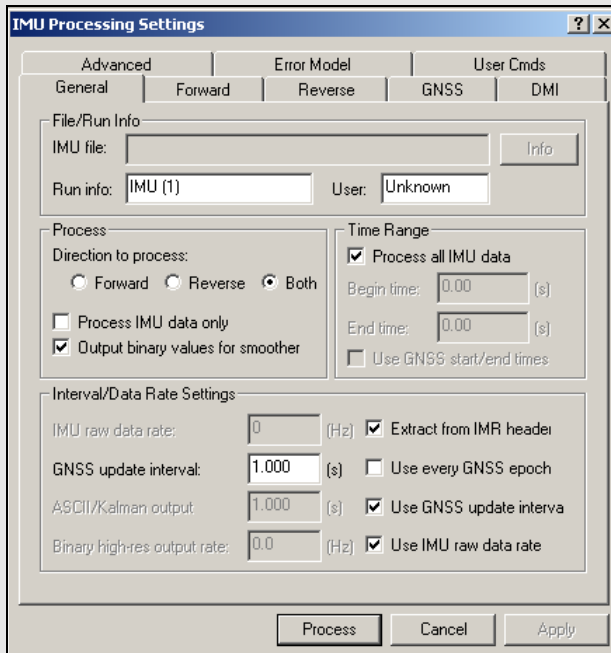 IMU Processing Settings
Advanced Error Model User Cmds
General Forward Reverse GNSS DMI
File/Run Info
IMU file: Info
Run info: IMU (1) User: Unknown
Process
Direction to process:
Forward Reverse Both
Process IMU data only
Output binary values for smoother
Time Range
Process all IMU data
Begin time: 0.00 (s)
End time: 0.00 (s)
Use GNSS start/end times
Interval/Data Rate Settings
IMU raw data rate: 0 (Hz) Extract from IMR header
GNSS update interval: 1.000 (s) Use every GNSS epoch
ASCII/Kalman output 1.000 (s) Use GNSS update interva
Binary high-res output rate: 0.0 (Hz) Use IMU raw data rate
Process Cancel Apply